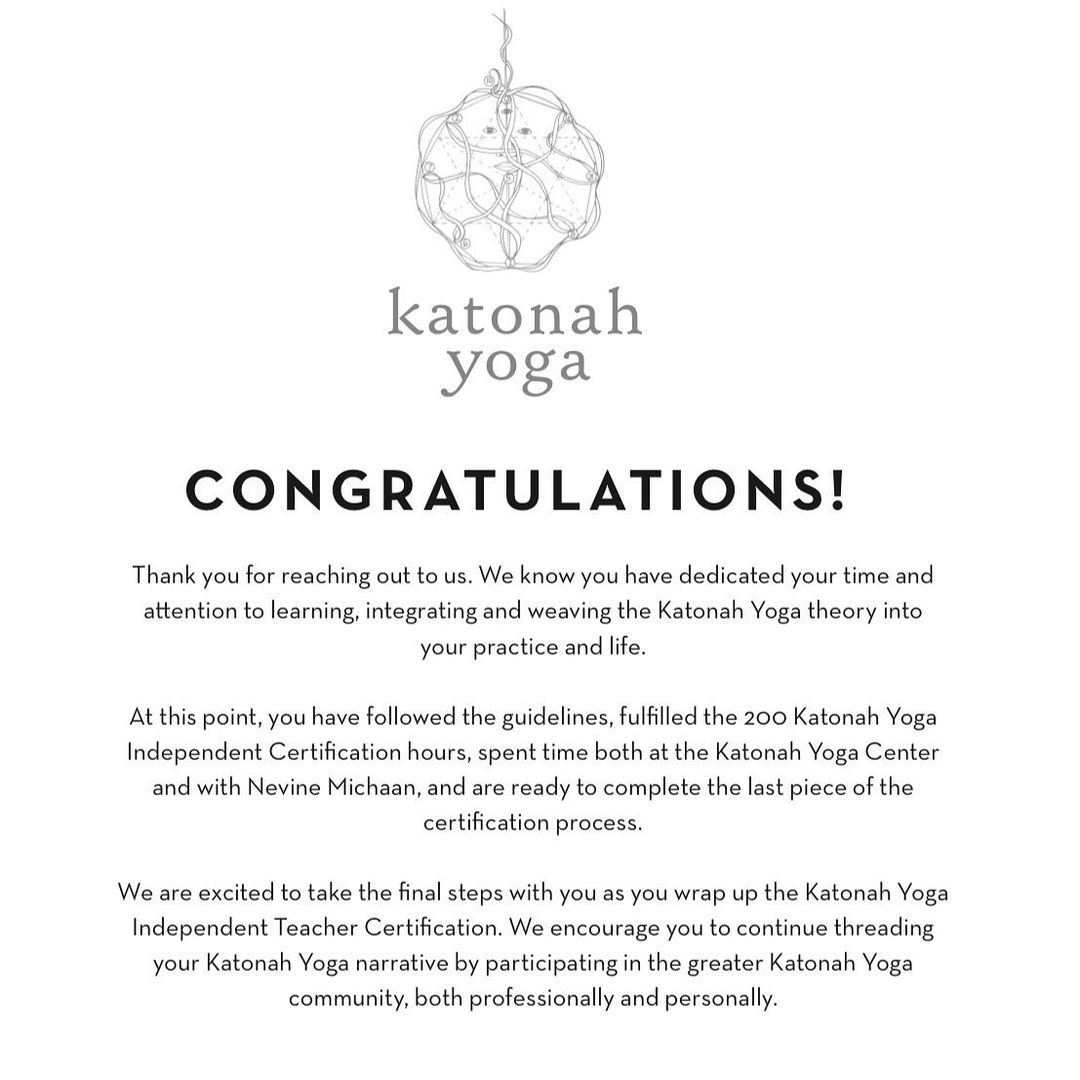 katonah
yoga
CONGRATULATIONS!
Thank you for reaching out to us. We know you have dedicated your time and
attention to learning, integrating and weaving the Katonah Yoga theory into
your practice and life.
At this point, you have followed the guidelines, fulfilled the 200 Katonah Yoga
Independent Certification hours, spent time both at the Katonah Yoga Center
and with Nevine Michaan, and are ready to complete the last piece of the
certification process.
We are excited to take the final steps with you as you wrap up the Katonah Yoga
Independent Teacher Certification. We encourage you to continue threading
your Katonah Yoga narrative by participating in the greater Katonah Yoga
community, both professionally and personally.